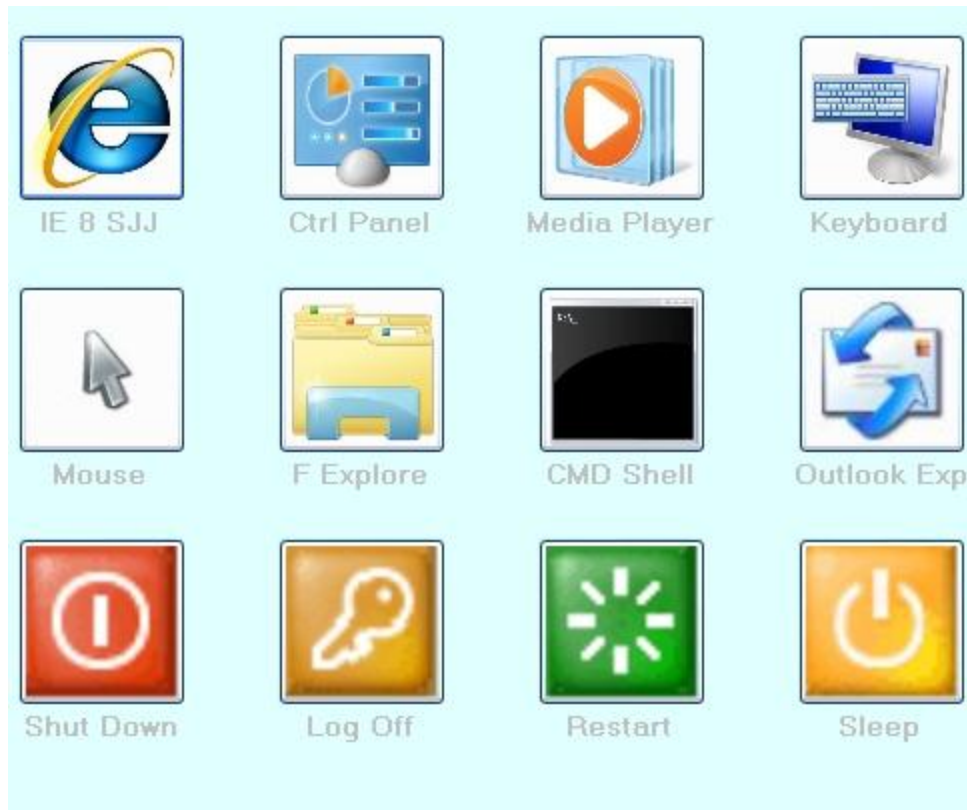 IE 8 SJJ
Ctrl Panel
Media Player
Keyboard
Mouse
F Explore
CMD Shell
Outlook Exp
Shut Down
Log Off
Restart
Sleep